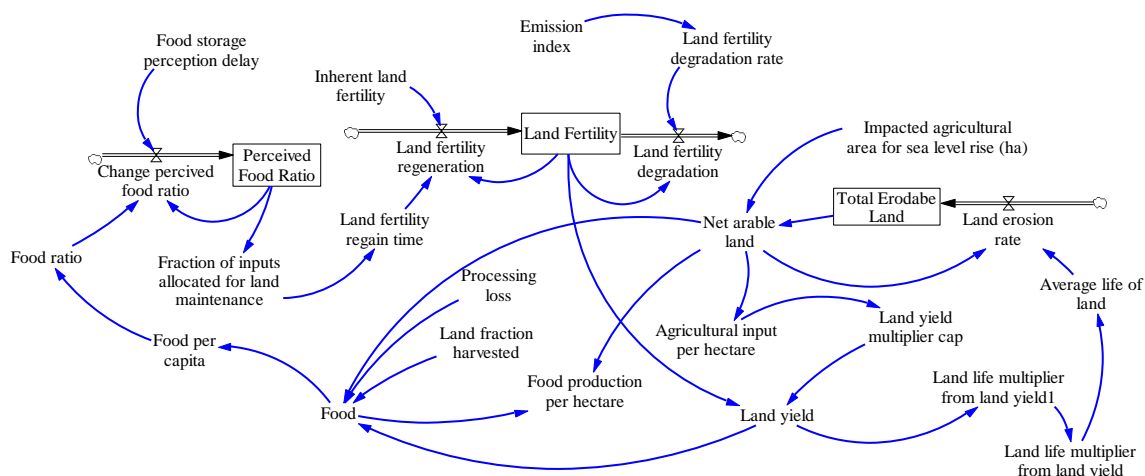 Food storage
perception delay
Emission
index
Land fertility
degradation rate
Inherent land
fertility
Land Fertility
Perceived
Food Ratio
Change percived
food ratio
Land fertility
regeneration
Land fertility
degradation
Impacted agricultural
area for sea level rise (ha)
Total Erodabe
Land
Land erosion
rate
Net arable
land
Land fertility
regain time
Food ratio
Fraction of inputs
allocated for land
maintenance
Processing
loss
Average life of
land
Land fraction
harvested
Agricultural input
per hectare
Land yield
multiplier cap
Food per
capita
Food production
per hectare
Land life multiplier
from land yield1
Food
Land yield
Land life multiplier
from land yield